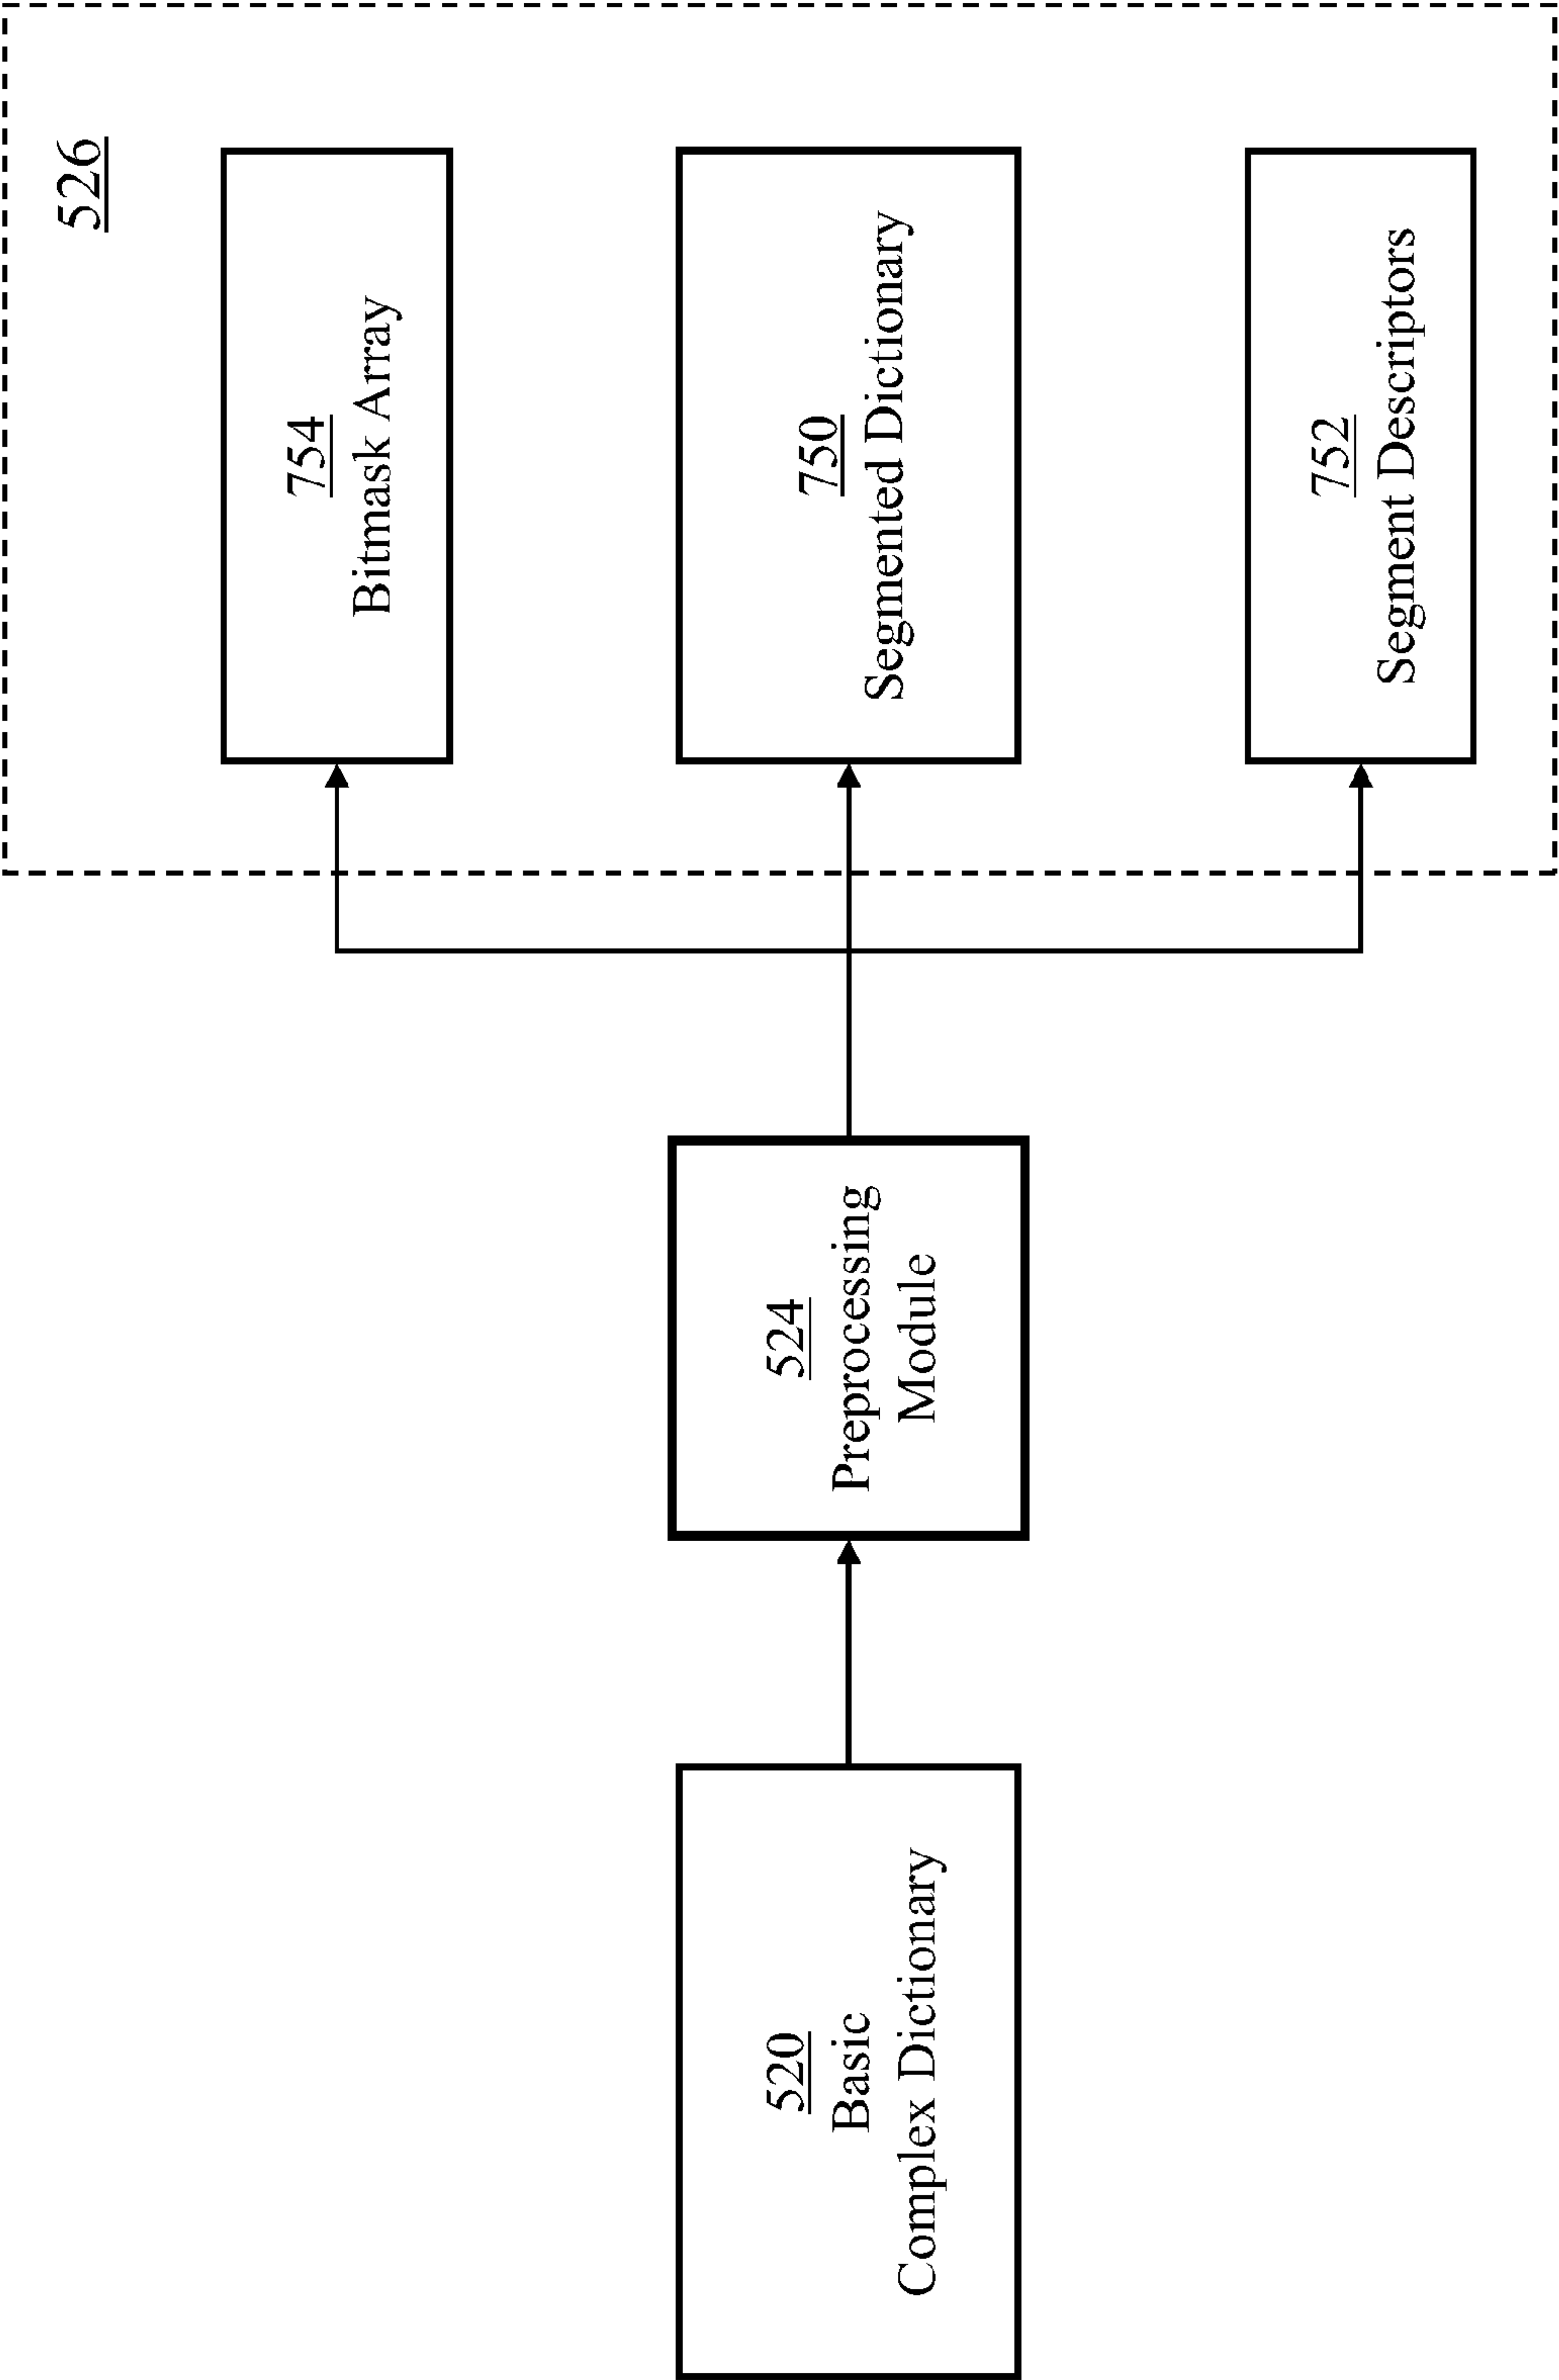 526
754
Bitmask Array
524
Preprocessing
Module
520
Basic
Complex Dictionary
750
Segmented Dictionary
752
Segment Descriptors